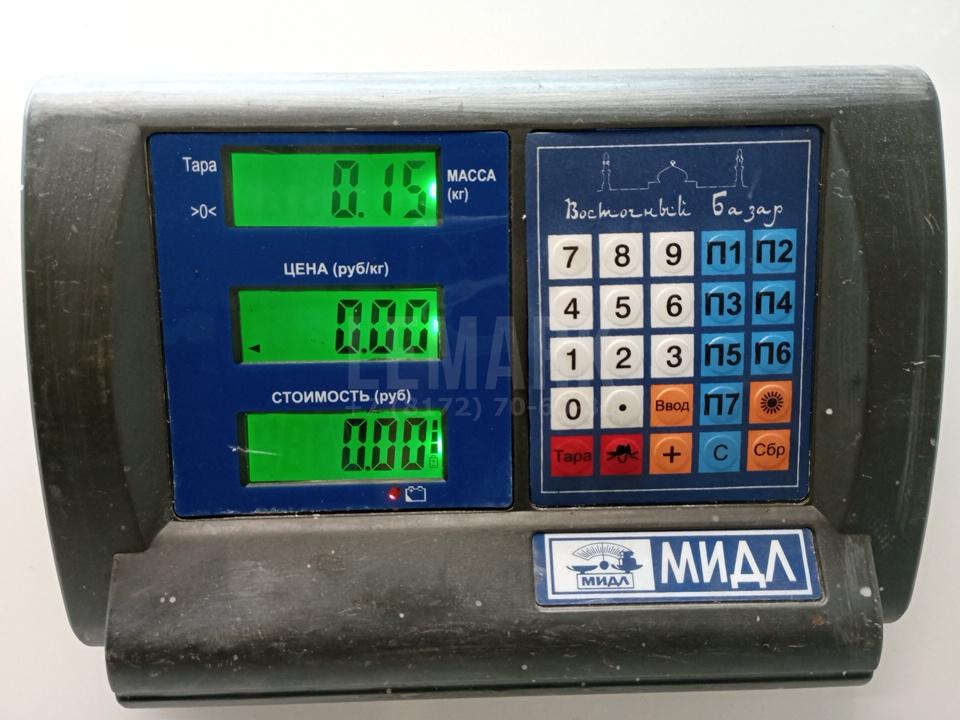 Тара
0.15
МАССА
(кг)
>0<
ЦЕНА (руб/кг)
0.00
СТОИМОСТЬ (руб)
0.00
Восточный Базар
7 8 9 П1 П2
4 5 6 П3 П4
1 2 3 П5 П6
0 . Ввод П7
Тара + С Сбр
МИДЛ
МИДЛ
LEMARK